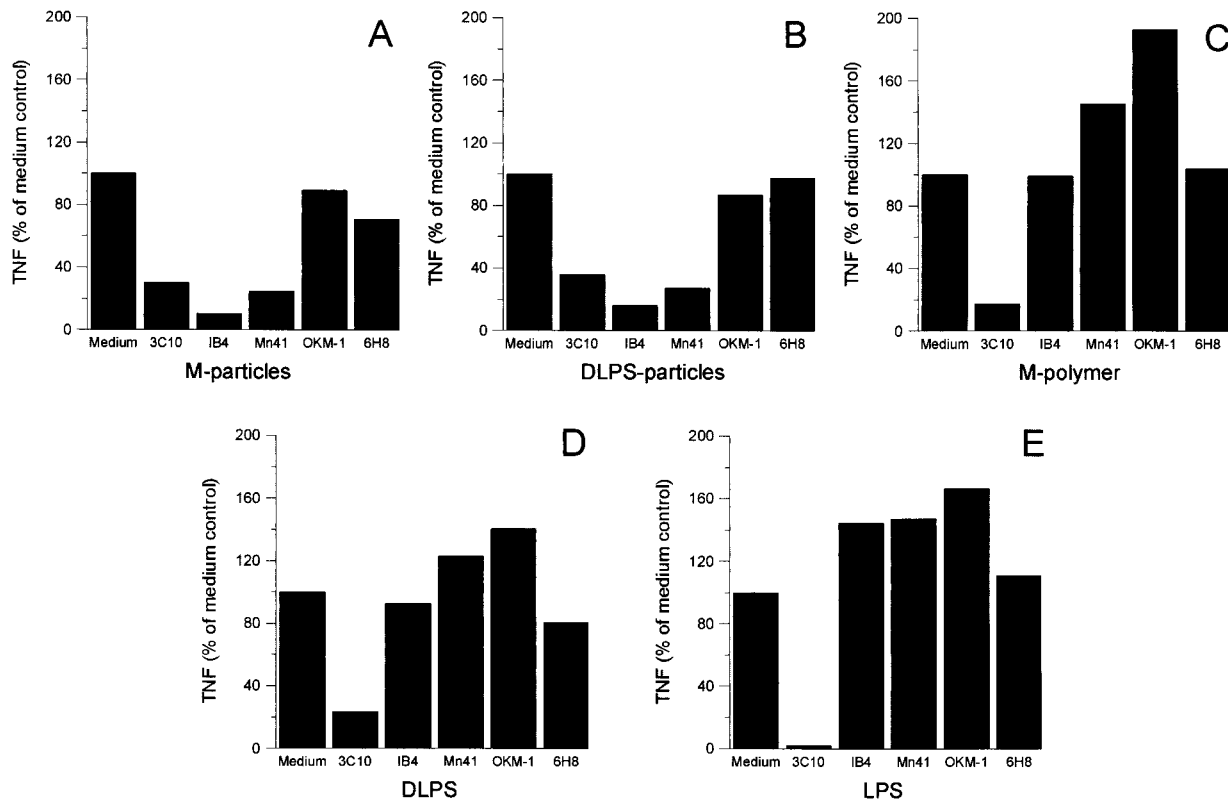 A
TNF (% of medium control)
200
160
120
80
40
0
Medium 3C10 IB4 Mn41 OKM-1 6H8
M-particles
B
TNF (% of medium control)
200
160
120
80
40
0
Medium 3C10 IB4 Mn41 OKM-1 6H8
DLPS-particles
C
TNF (% of medium control)
200
160
120
80
40
0
Medium 3C10 IB4 Mn41 OKM-1 6H8
M-polymer
D
TNF (% of medium control)
200
160
120
80
40
0
Medium 3C10 IB4 Mn41 OKM-1 6H8
DLPS
E
TNF (% of medium control)
200
160
120
80
40
0
Medium 3C10 IB4 Mn41 OKM-1 6H8
LPS